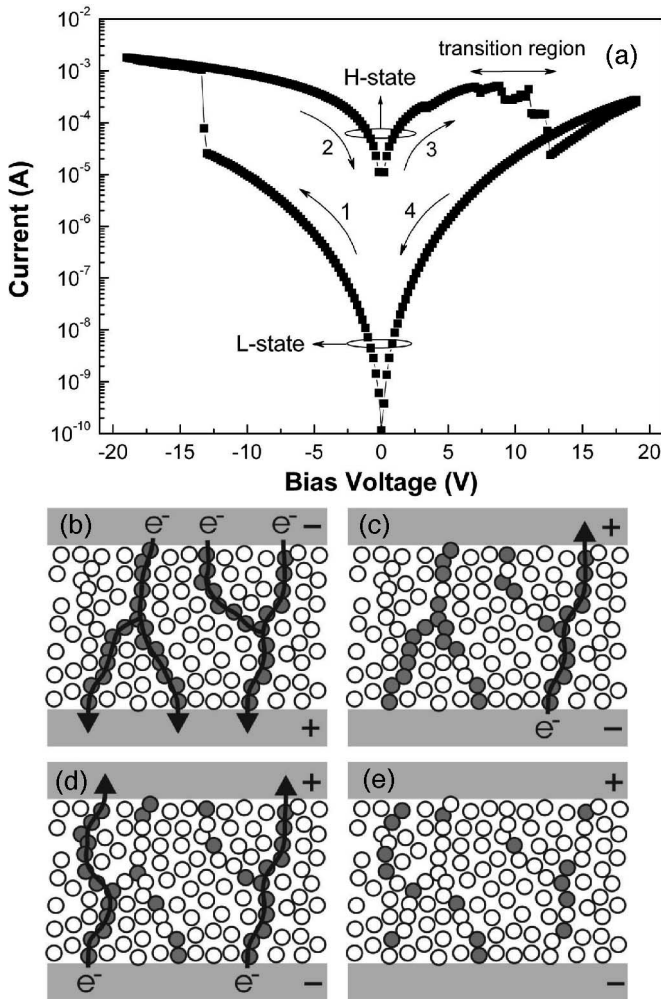 10⁻²
10⁻³
10⁻⁴
10⁻⁵
10⁻⁶
10⁻⁷
10⁻⁸
10⁻⁹
10⁻¹⁰
Current (A)
transition region
(a)
H-state
2
3
1
4
L-state
-20 -15 -10 -5 0 5 10 15 20
Bias Voltage (V)
(b) e⁻ e⁻ e⁻ −
+
(c) +
e⁻ −
(d) +
e⁻ e⁻ −
(e) +
−